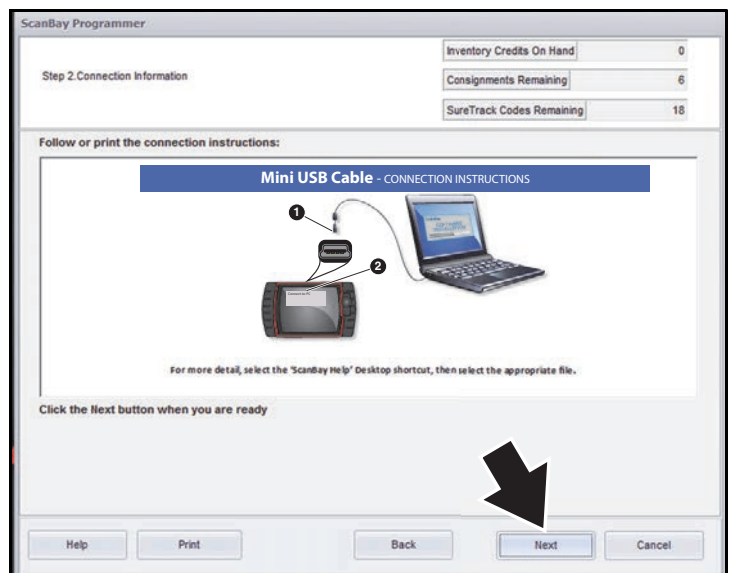 ScanBay Programmer
Inventory Credits On Hand 0
Step 2.Connection Information
Consignments Remaining 6
SureTrack Codes Remaining 18
Follow or print the connection instructions:
Mini USB Cable - CONNECTION INSTRUCTIONS
1
2
Connect to PC
For more detail, select the 'ScanBay Help' Desktop shortcut, then select the appropriate file.
Click the Next button when you are ready
Help Print Back Next Cancel